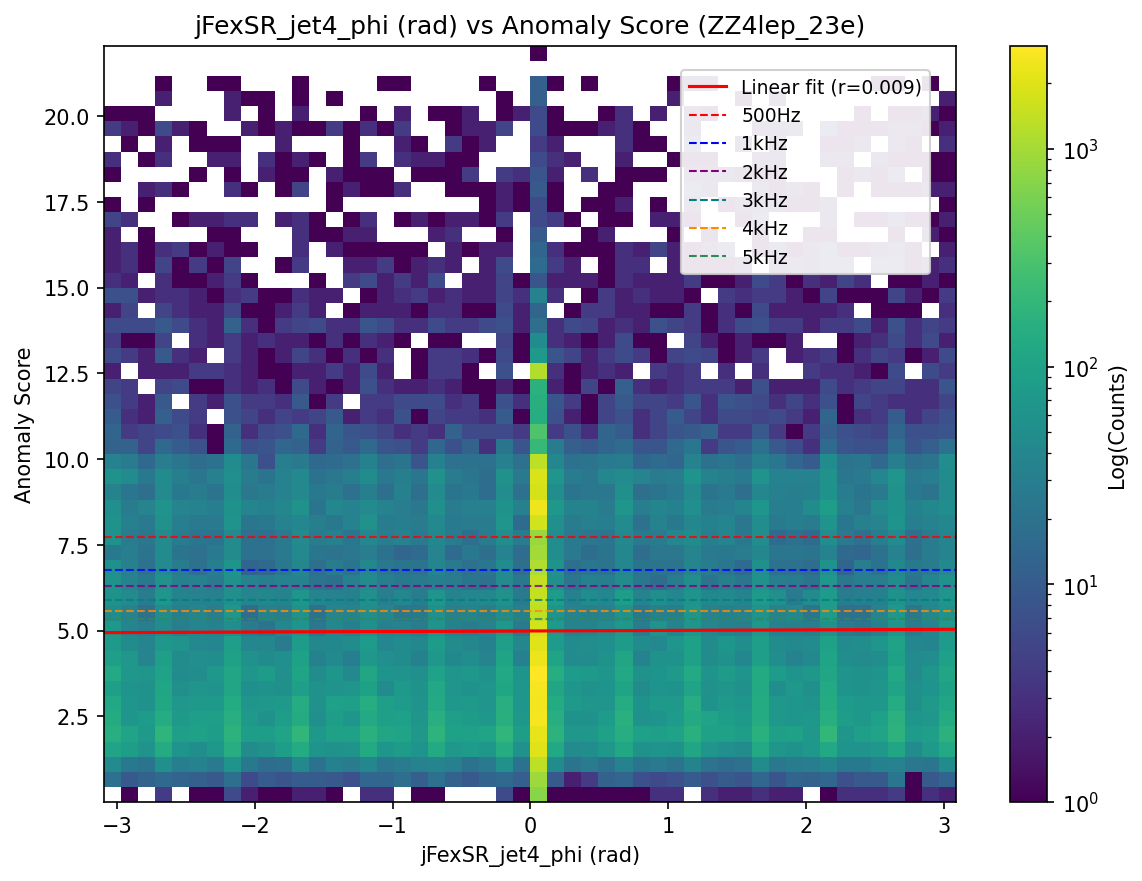 jFexSR_jet4_phi (rad) vs Anomaly Score (ZZ4lep_23e)
Linear fit (r=0.009)
500Hz
1kHz
2kHz
3kHz
4kHz
5kHz
Anomaly Score
20.0
17.5
15.0
12.5
10.0
7.5
5.0
2.5
−3
−2
−1
0
1
2
3
jFexSR_jet4_phi (rad)
10³
10²
10¹
10⁰
Log(Counts)